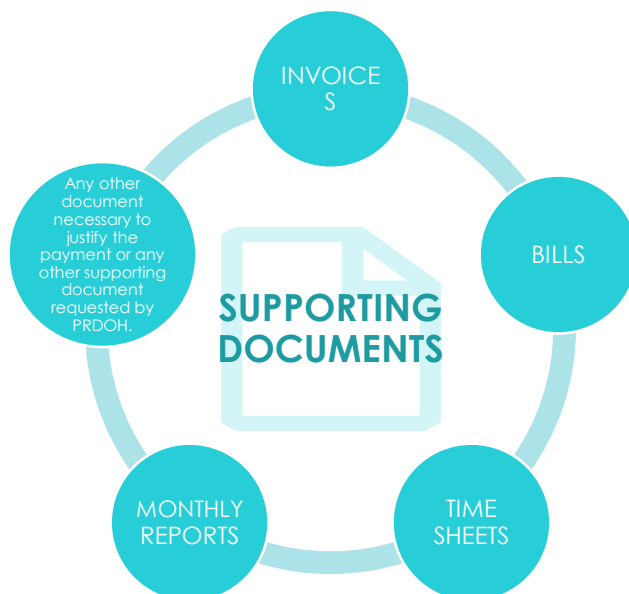 INVOICE
S
BILLS
TIME
SHEETS
MONTHLY
REPORTS
Any other
document
necessary to
justify the
payment or any
other supporting
document
requested by
PRDOH.
SUPPORTING
DOCUMENTS